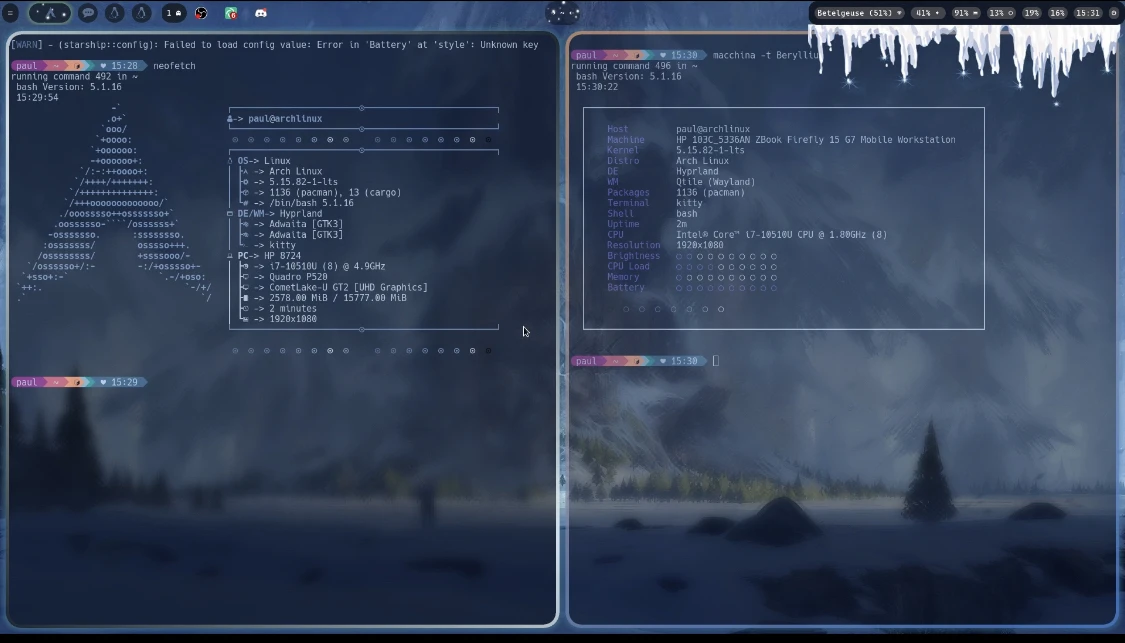 1
Betelgeuse (51%)
41%
91%
13%
19%
16%
15:31
[WARN] - (starship::config): Failed to load config value: Error in 'Battery' at 'style': Unknown key
paul ~ ♥ 15:28 neofetch
running command 492 in ~
bash Version: 5.1.16
15:29:54
-> paul@archlinux
OS-> Linux
-> Arch Linux
-> 5.15.82-1-lts
-> 1136 (pacman), 13 (cargo)
-> /bin/bash 5.1.16
DE/WM-> Hyprland
-> Adwaita [GTK3]
-> Adwaita [GTK3]
-> kitty
PC-> HP 8724
-> i7-10510U (8) @ 4.9GHz
-> Quadro P520
-> CometLake-U GT2 [UHD Graphics]
-> 2578.00 MiB / 15777.00 MiB
-> 2 minutes
-> 1920x1080
paul ~ ♥ 15:29
paul ~ ♥ 15:30 macchina -t Beryllium
running command 496 in ~
bash Version: 5.1.16
15:30:22
Host paul@archlinux
Machine HP 103C_5336AN ZBook Firefly 15 G7 Mobile Workstation
Kernel 5.15.82-1-lts
Distro Arch Linux
DE Hyprland
WM Qtile (Wayland)
Packages 1136 (pacman)
Terminal kitty
Shell bash
Uptime 2m
CPU Intel® Core™ i7-10510U CPU @ 1.80GHz (8)
Resolution 1920x1080
Brightness
CPU Load
Memory
Battery
paul ~ ♥ 15:30